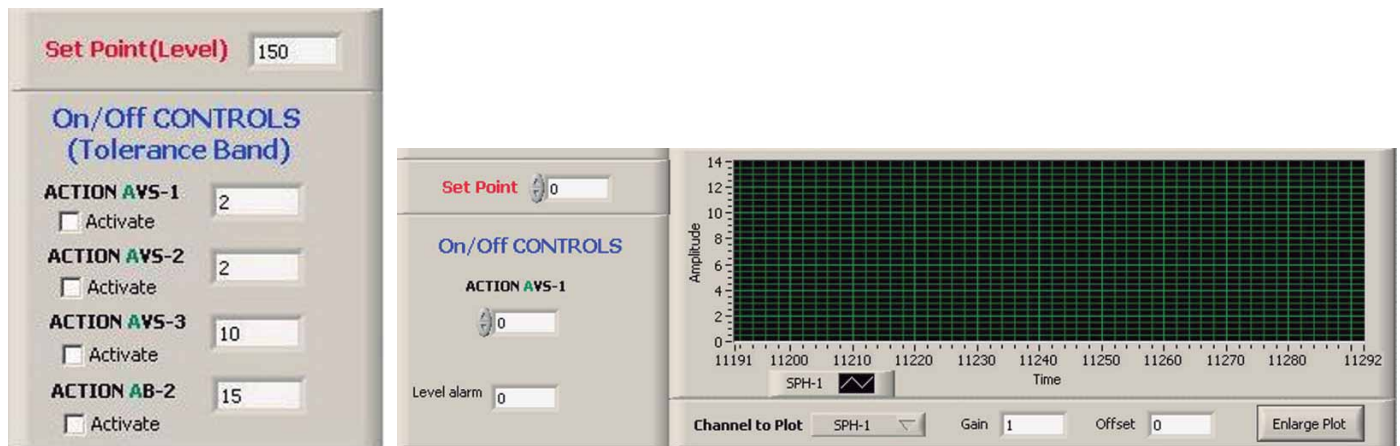 Set Point(Level) 150
On/Off CONTROLS
(Tolerance Band)
ACTION AVS-1
2
Activate
ACTION AVS-2
2
Activate
ACTION AVS-3
10
Activate
ACTION AB-2
15
Activate
Set Point 0
On/Off CONTROLS
ACTION AVS-1
0
Level alarm 0
Amplitude
14
12
10
8
6
4
2
0
11191 11200 11210 11220 11230 11240 11250 11260 11270 11280 11292
Time
SPH-1
Channel to Plot SPH-1 Gain 1 Offset 0 Enlarge Plot